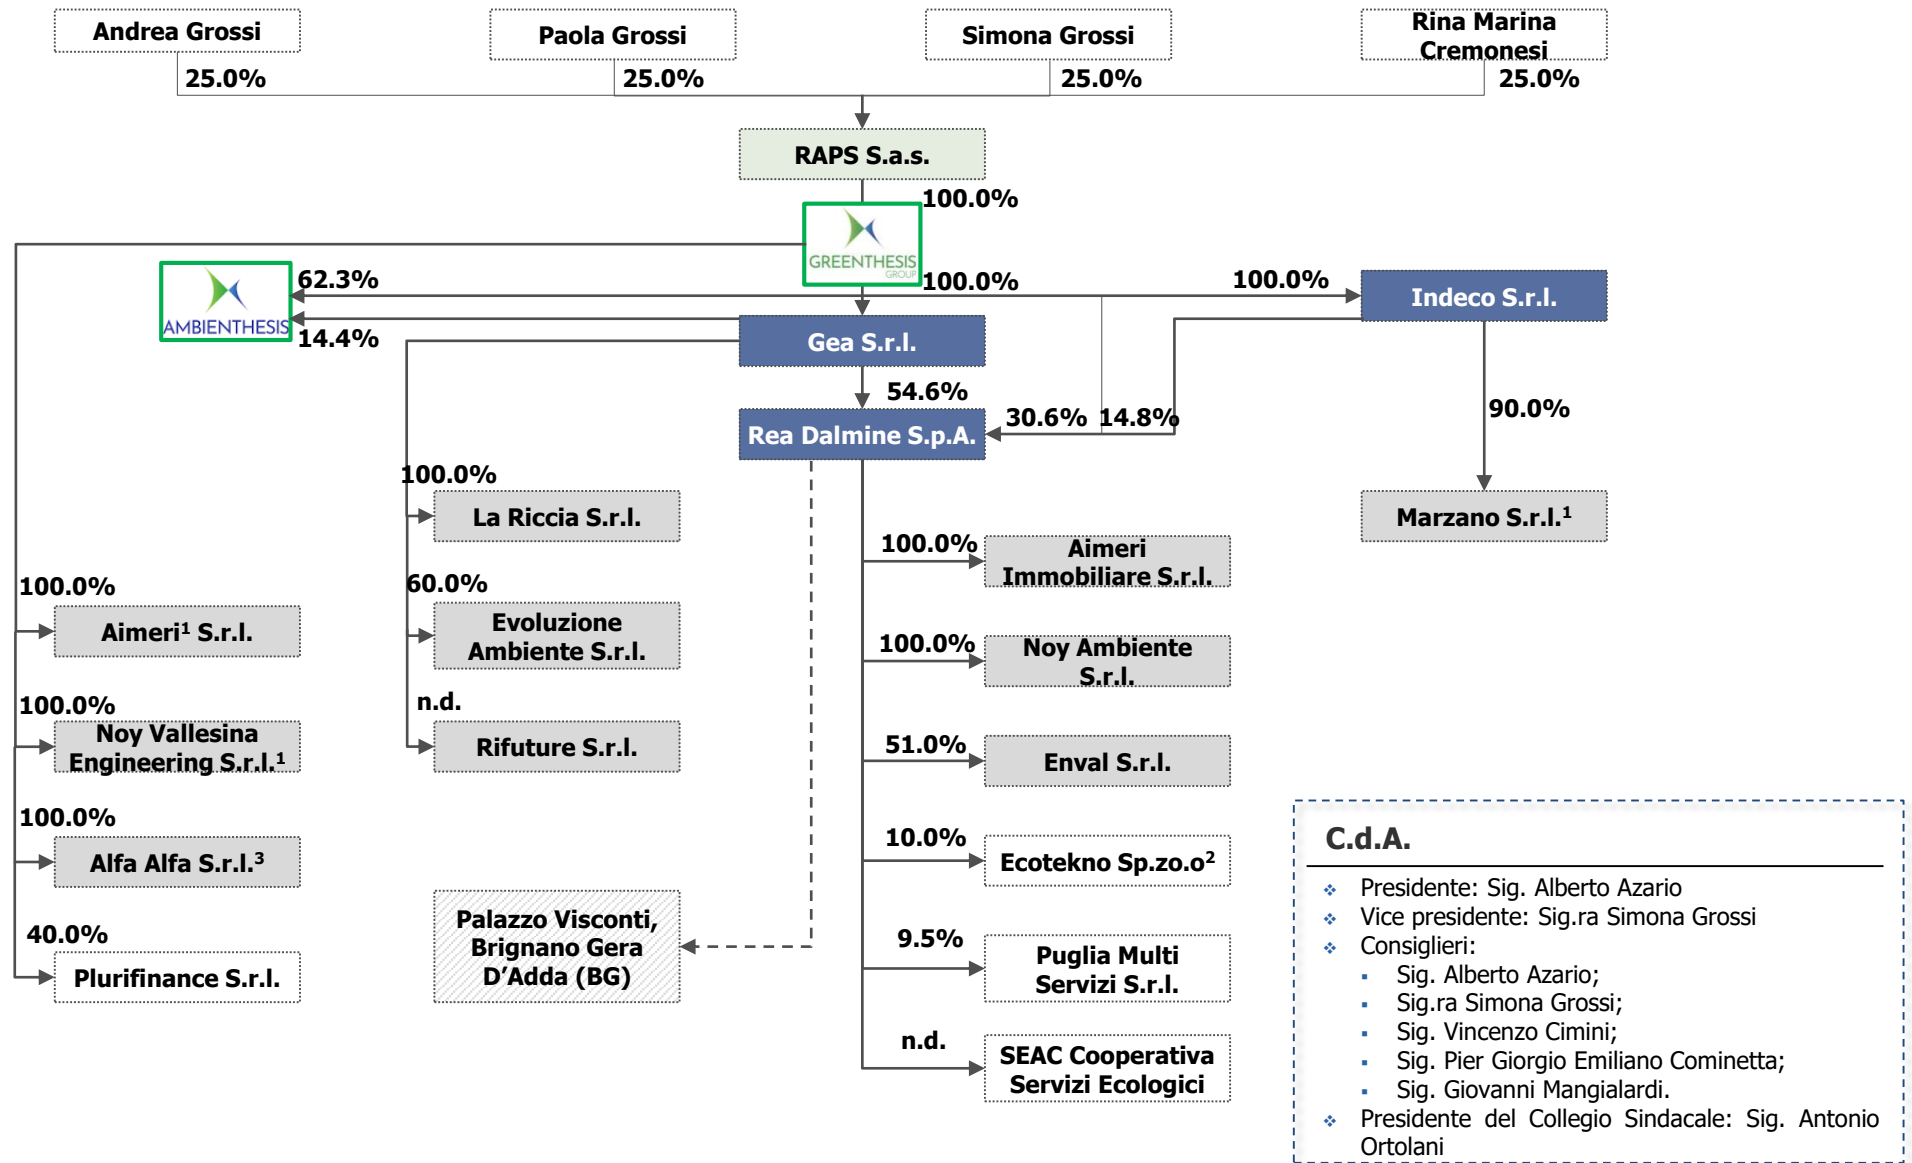 Andrea Grossi
Paola Grossi
Simona Grossi
Rina Marina
Cremonesi
25.0%
25.0%
25.0%
25.0%
RAPS S.a.s.
100.0%
GREENTHESIS
GROUP
AMBIENTHESIS
62.3%
100.0%
100.0%
Indeco S.r.l.
14.4%
Gea S.r.l.
54.6%
30.6%
14.8%
90.0%
Rea Dalmine S.p.A.
100.0%
La Riccia S.r.l.
Marzano S.r.l.¹
100.0%
Aimeri
Immobiliare S.r.l.
100.0%
Aimeri¹ S.r.l.
60.0%
Evoluzione
Ambiente S.r.l.
100.0%
Noy Ambiente
S.r.l.
100.0%
Noy Vallesina
Engineering S.r.l.¹
n.d.
Rifuture S.r.l.
51.0%
Enval S.r.l.
100.0%
Alfa Alfa S.r.l.³
10.0%
Ecotekno Sp.zo.o²
40.0%
Plurifinance S.r.l.
Palazzo Visconti,
Brignano Gera
D’Adda (BG)
9.5%
Puglia Multi
Servizi S.r.l.
n.d.
SEAC Cooperativa
Servizi Ecologici
C.d.A.
❖ Presidente: Sig. Alberto Azario
❖ Vice presidente: Sig.ra Simona Grossi
❖ Consiglieri:
▪ Sig. Alberto Azario;
▪ Sig.ra Simona Grossi;
▪ Sig. Vincenzo Cimini;
▪ Sig. Pier Giorgio Emiliano Cominetta;
▪ Sig. Giovanni Mangialardi.
❖ Presidente del Collegio Sindacale: Sig. Antonio
Ortolani